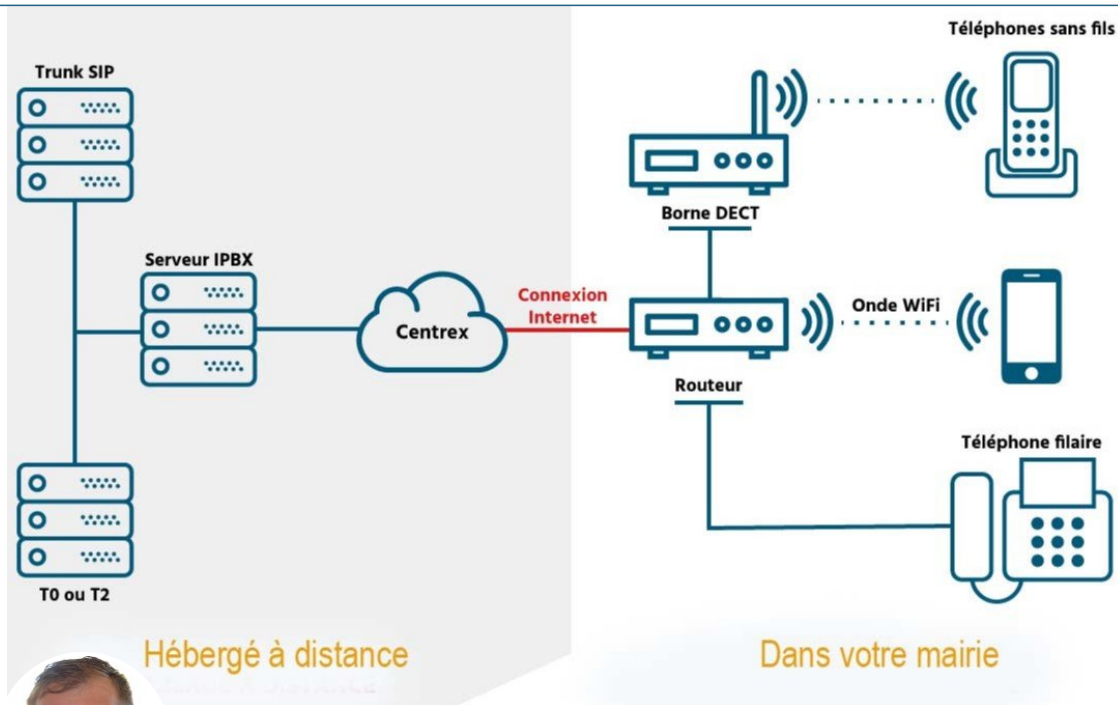 Téléphones sans fils
Trunk SIP
Borne DECT
Serveur IPBX
Centrex
Connexion
Internet
Onde WiFi
Routeur
Téléphone filaire
T0 ou T2
Hébergé à distance
Dans votre mairie